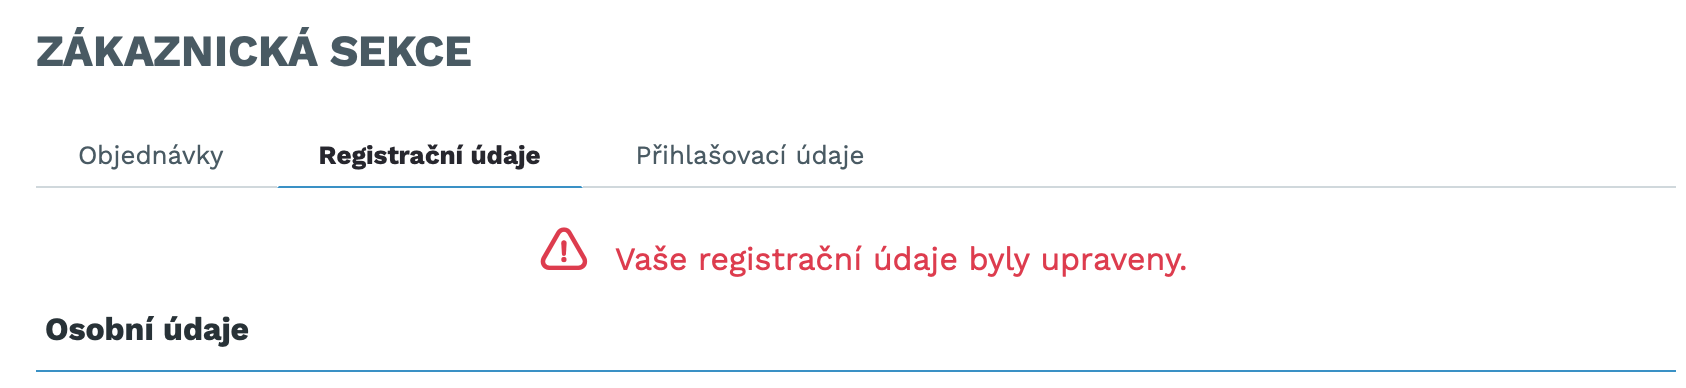 ZÁKAZNICKÁ SEKCE
Objednávky Registrační údaje Přihlašovací údaje
Vaše registrační údaje byly upraveny.
Osobní údaje